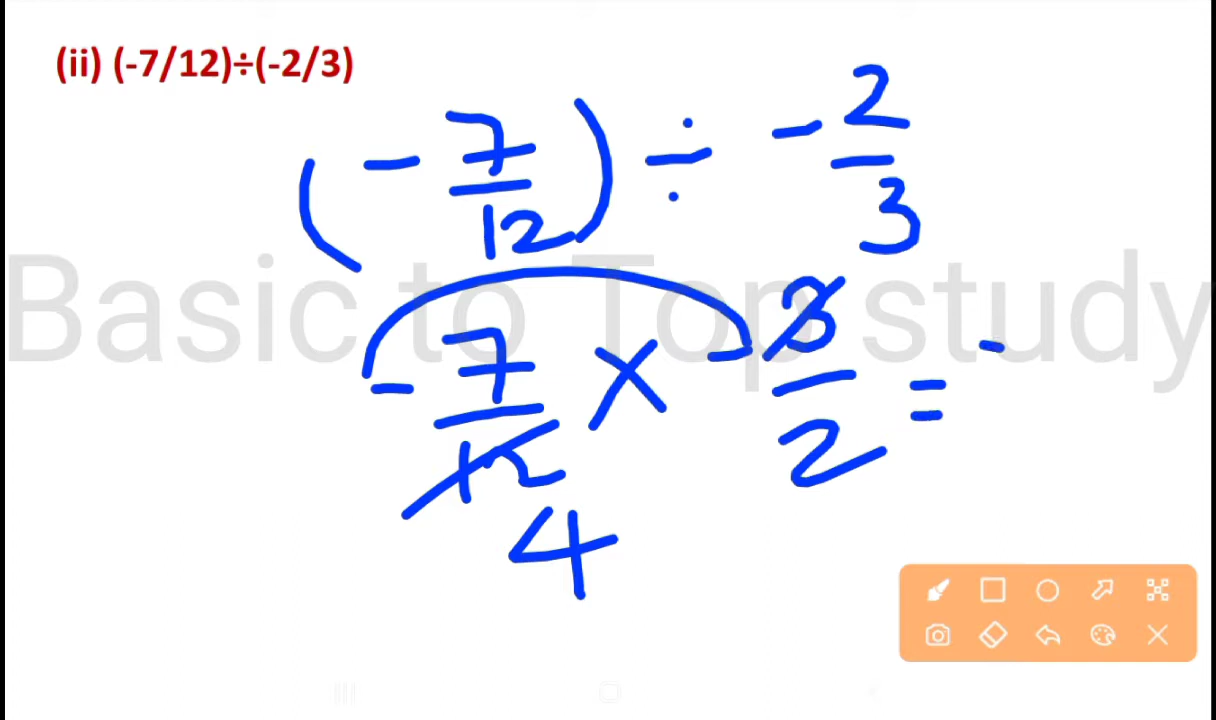 (ii) (-7/12)÷(-2/3)
(-7/12) ÷ -2/3
Basic to Top study
-7/12 × -3/2 = -
4